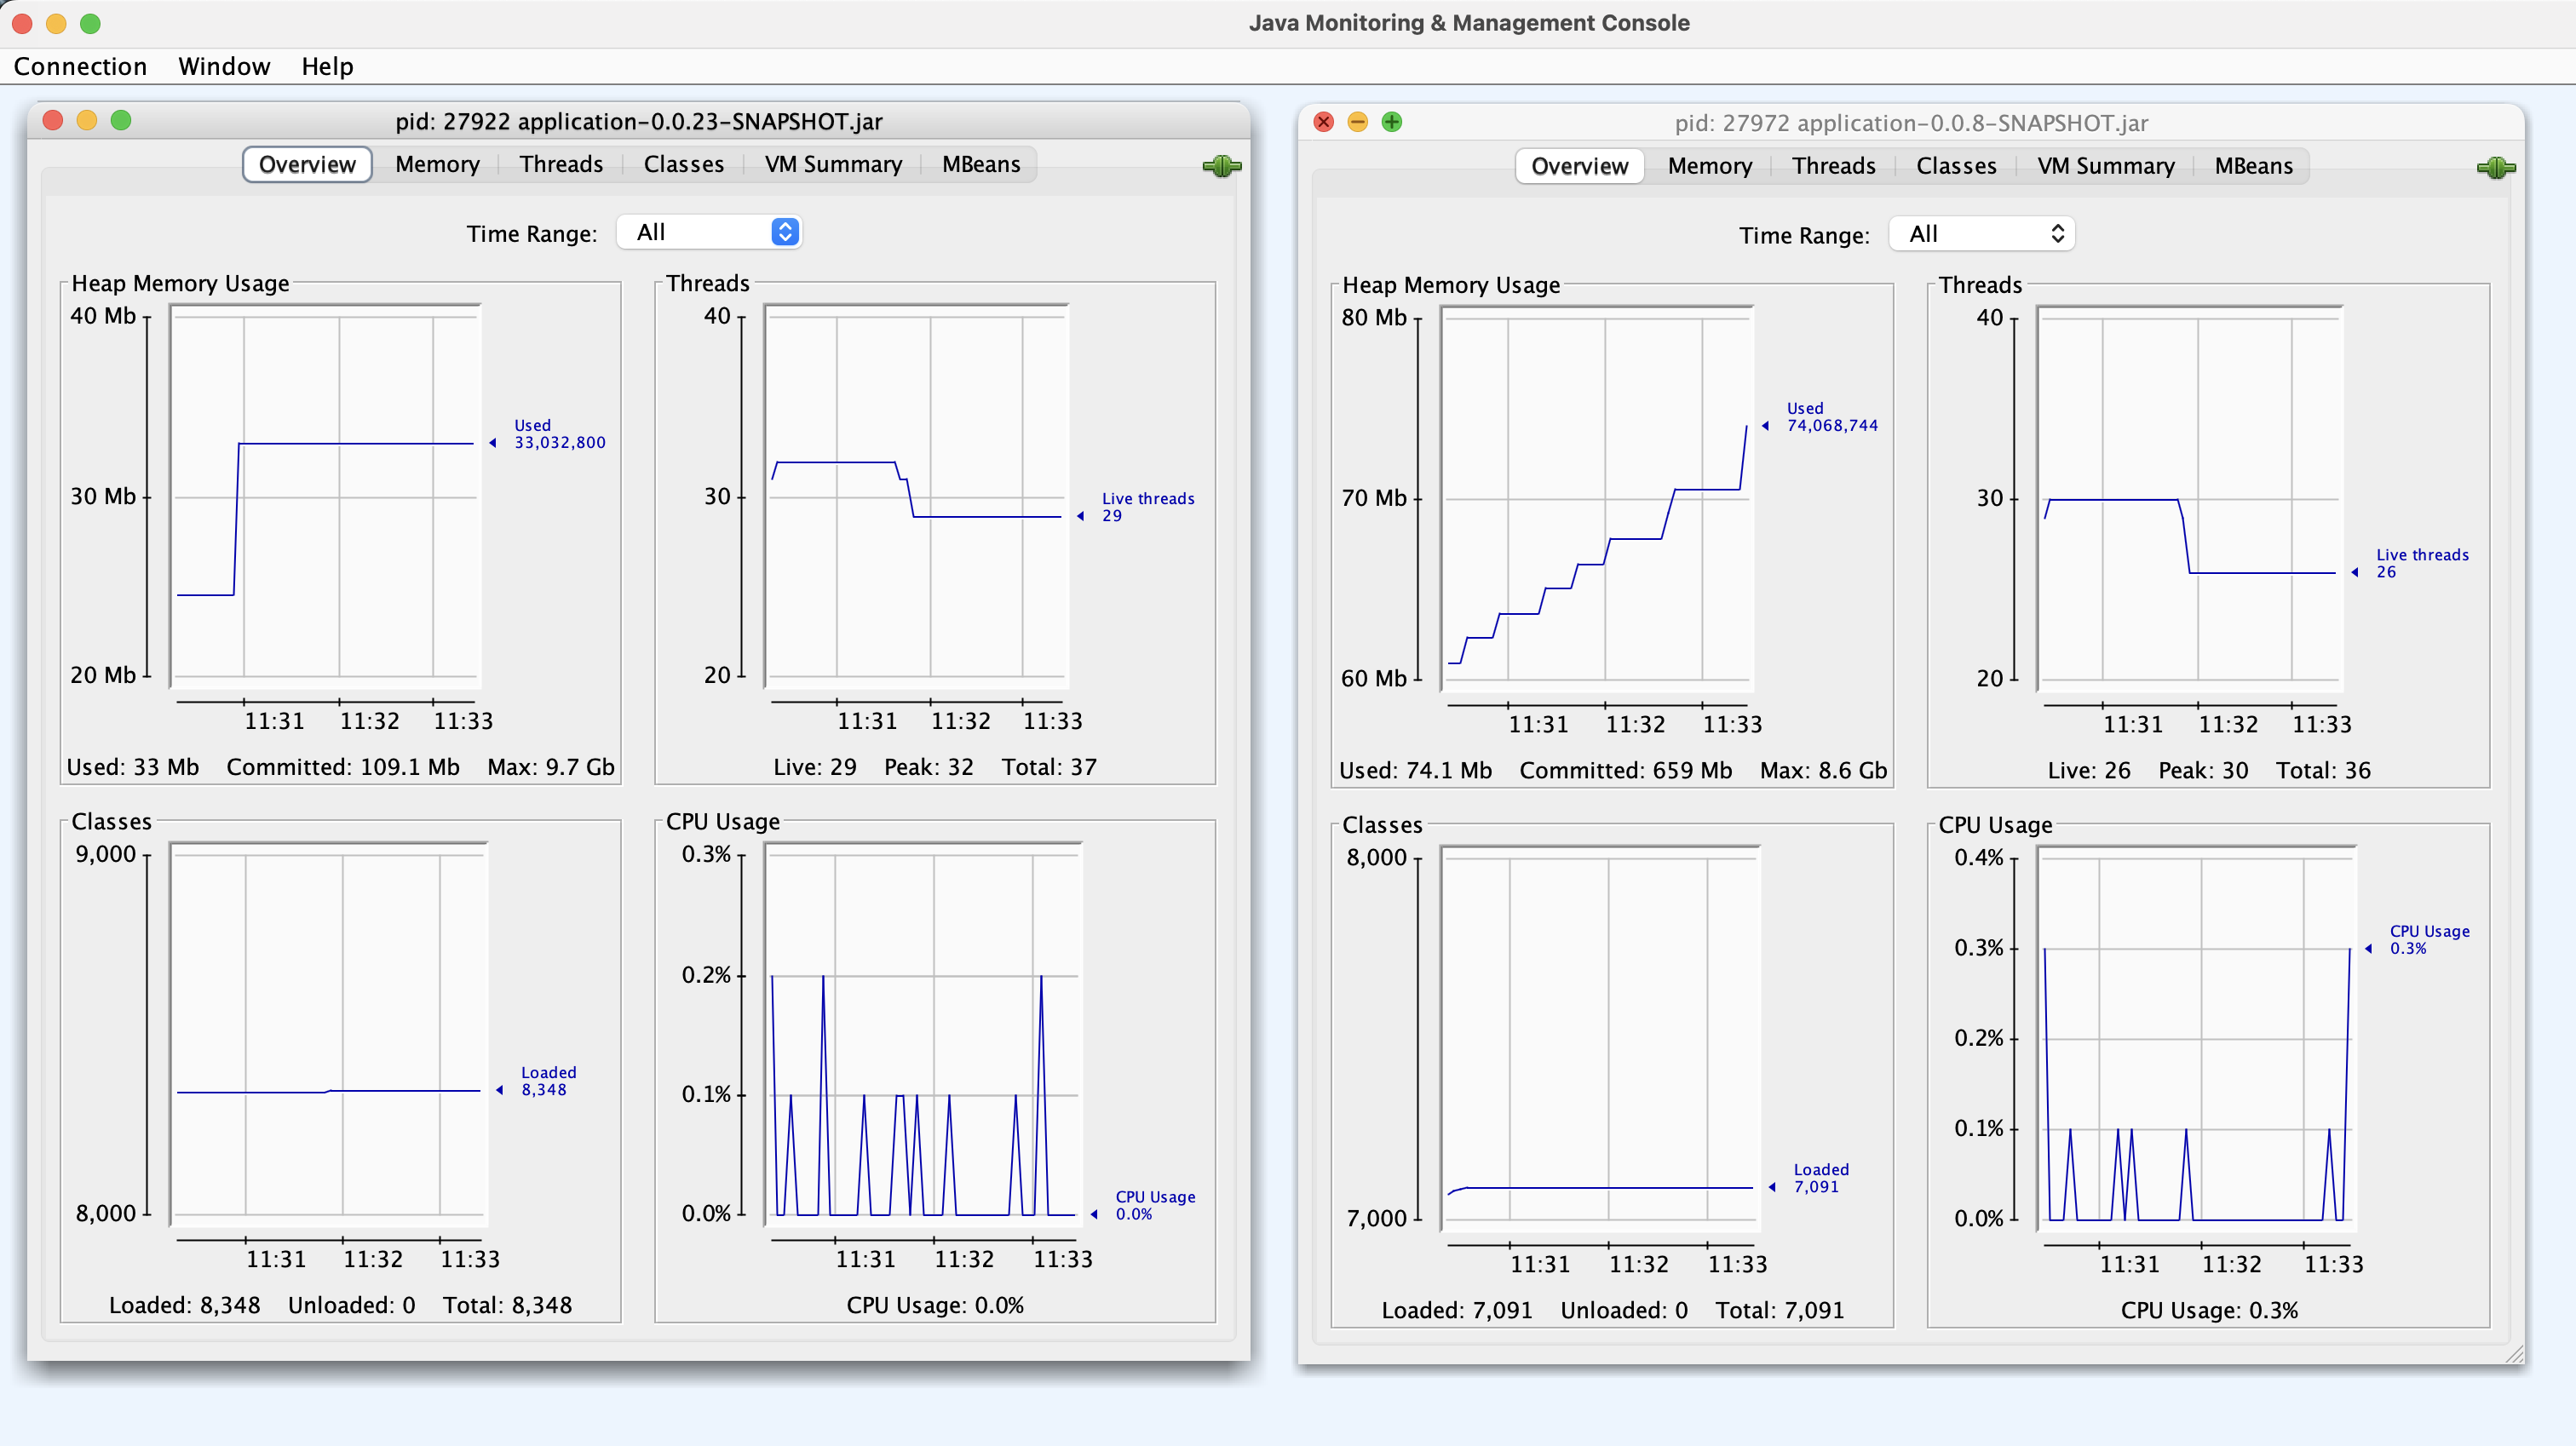 Java Monitoring & Management Console
Connection Window Help
pid: 27922 application-0.0.23-SNAPSHOT.jar
Overview Memory Threads Classes VM Summary MBeans
Time Range: All
Heap Memory Usage
40 Mb
30 Mb
20 Mb
Used
33,032,800
11:31 11:32 11:33
Used: 33 Mb Committed: 109.1 Mb Max: 9.7 Gb
Threads
40
30
20
Live threads
29
11:31 11:32 11:33
Live: 29 Peak: 32 Total: 37
Classes
9,000
8,000
Loaded
8,348
11:31 11:32 11:33
Loaded: 8,348 Unloaded: 0 Total: 8,348
CPU Usage
0.3%
0.2%
0.1%
0.0%
CPU Usage
0.0%
11:31 11:32 11:33
CPU Usage: 0.0%
pid: 27972 application-0.0.8-SNAPSHOT.jar
Overview Memory Threads Classes VM Summary MBeans
Time Range: All
Heap Memory Usage
80 Mb
70 Mb
60 Mb
Used
74,068,744
11:31 11:32 11:33
Used: 74.1 Mb Committed: 659 Mb Max: 8.6 Gb
Threads
40
30
20
Live threads
26
11:31 11:32 11:33
Live: 26 Peak: 30 Total: 36
Classes
8,000
7,000
Loaded
7,091
11:31 11:32 11:33
Loaded: 7,091 Unloaded: 0 Total: 7,091
CPU Usage
0.4%
0.3%
0.2%
0.1%
0.0%
CPU Usage
0.3%
11:31 11:32 11:33
CPU Usage: 0.3%